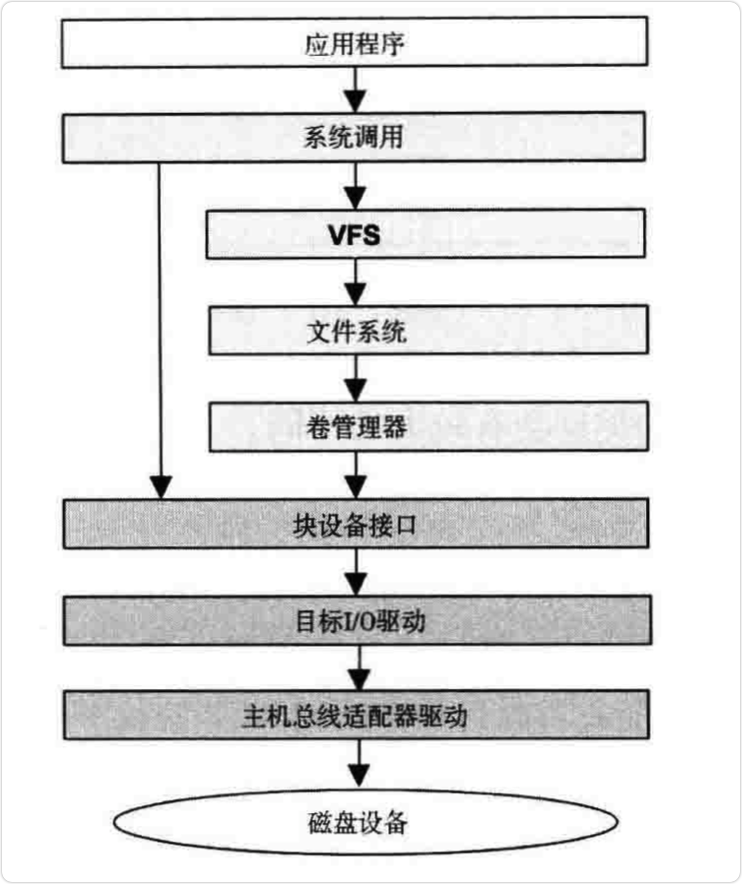 应用程序
系统调用
VFS
文件系统
卷管理器
块设备接口
目标I/O驱动
主机总线适配器驱动
磁盘设备